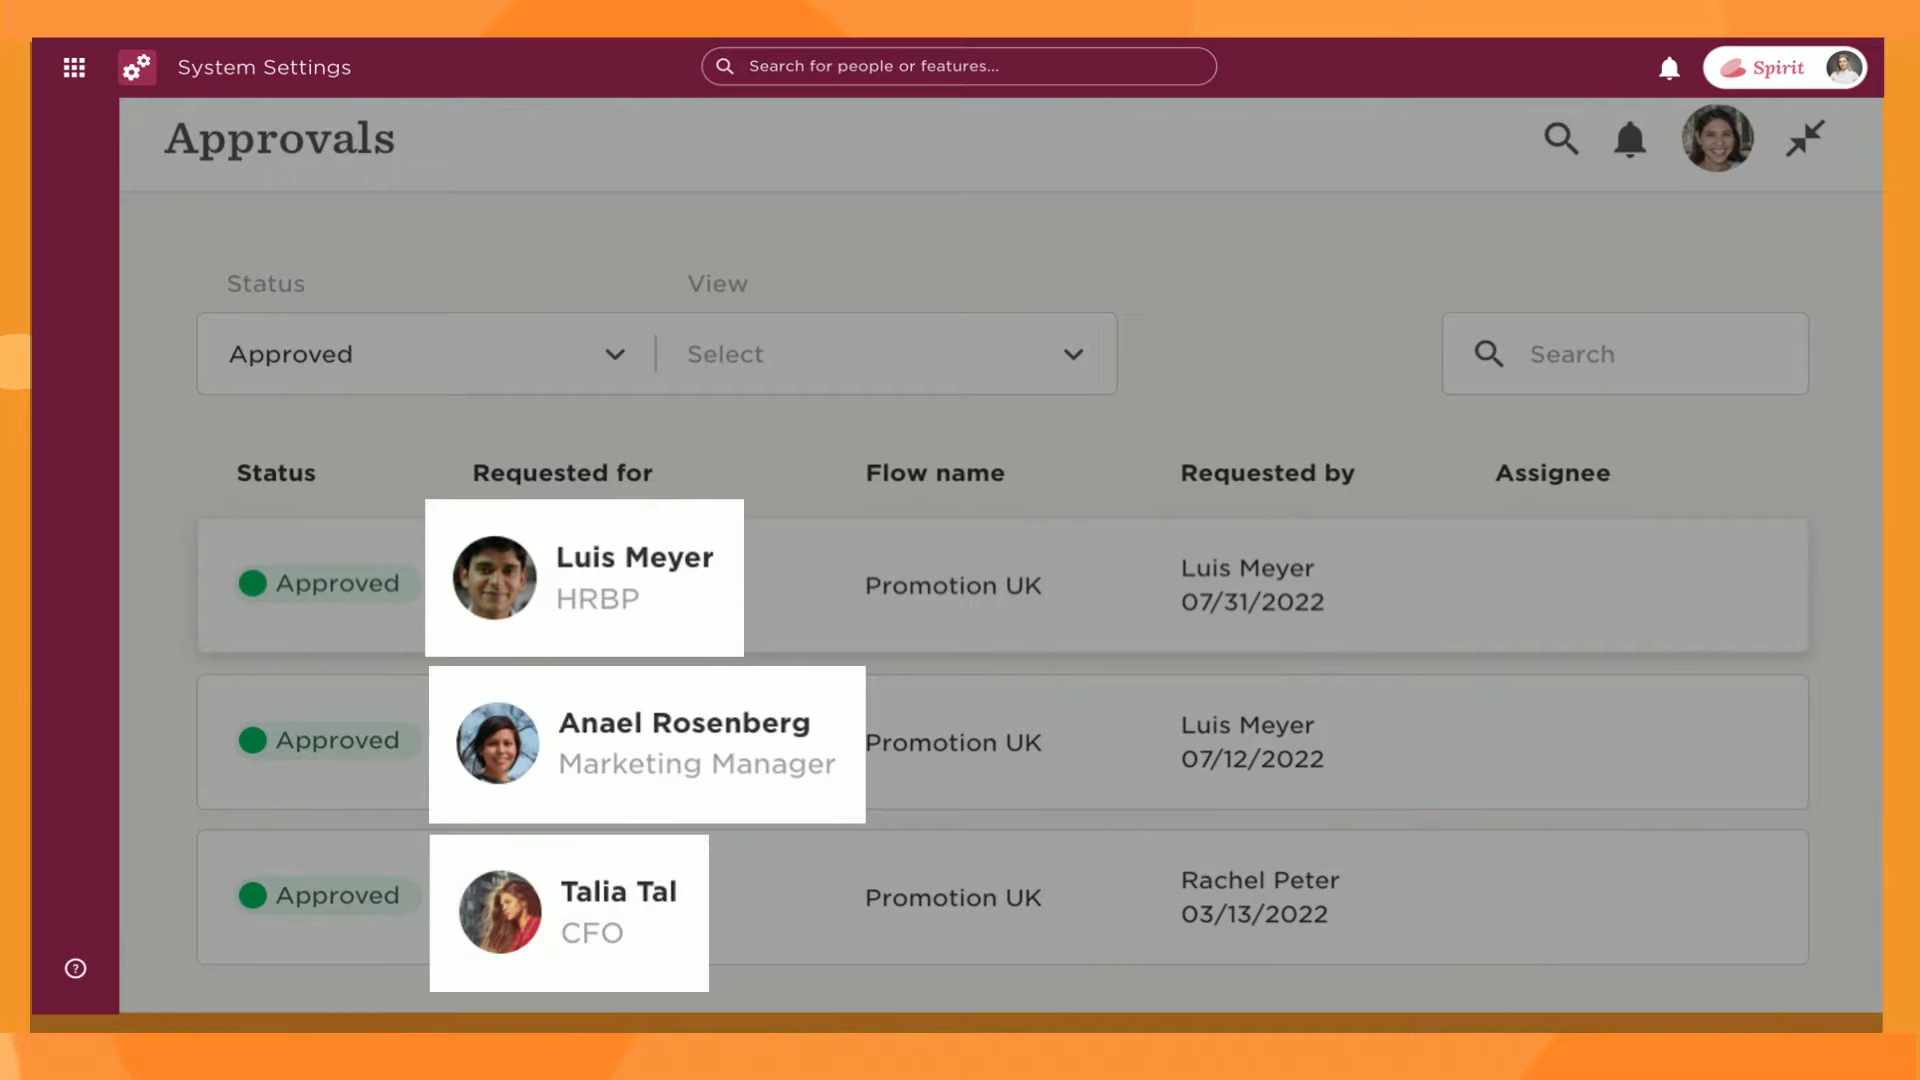 System Settings
Search for people or features...
Spirit
Approvals
Status
View
Approved
Select
Search
Status
Requested for
Flow name
Requested by
Assignee
Approved
Luis Meyer
HRBP
Promotion UK
Luis Meyer
07/31/2022
Approved
Anael Rosenberg
Marketing Manager
Promotion UK
Luis Meyer
07/12/2022
Approved
Talia Tal
CFO
Promotion UK
Rachel Peter
03/13/2022
?